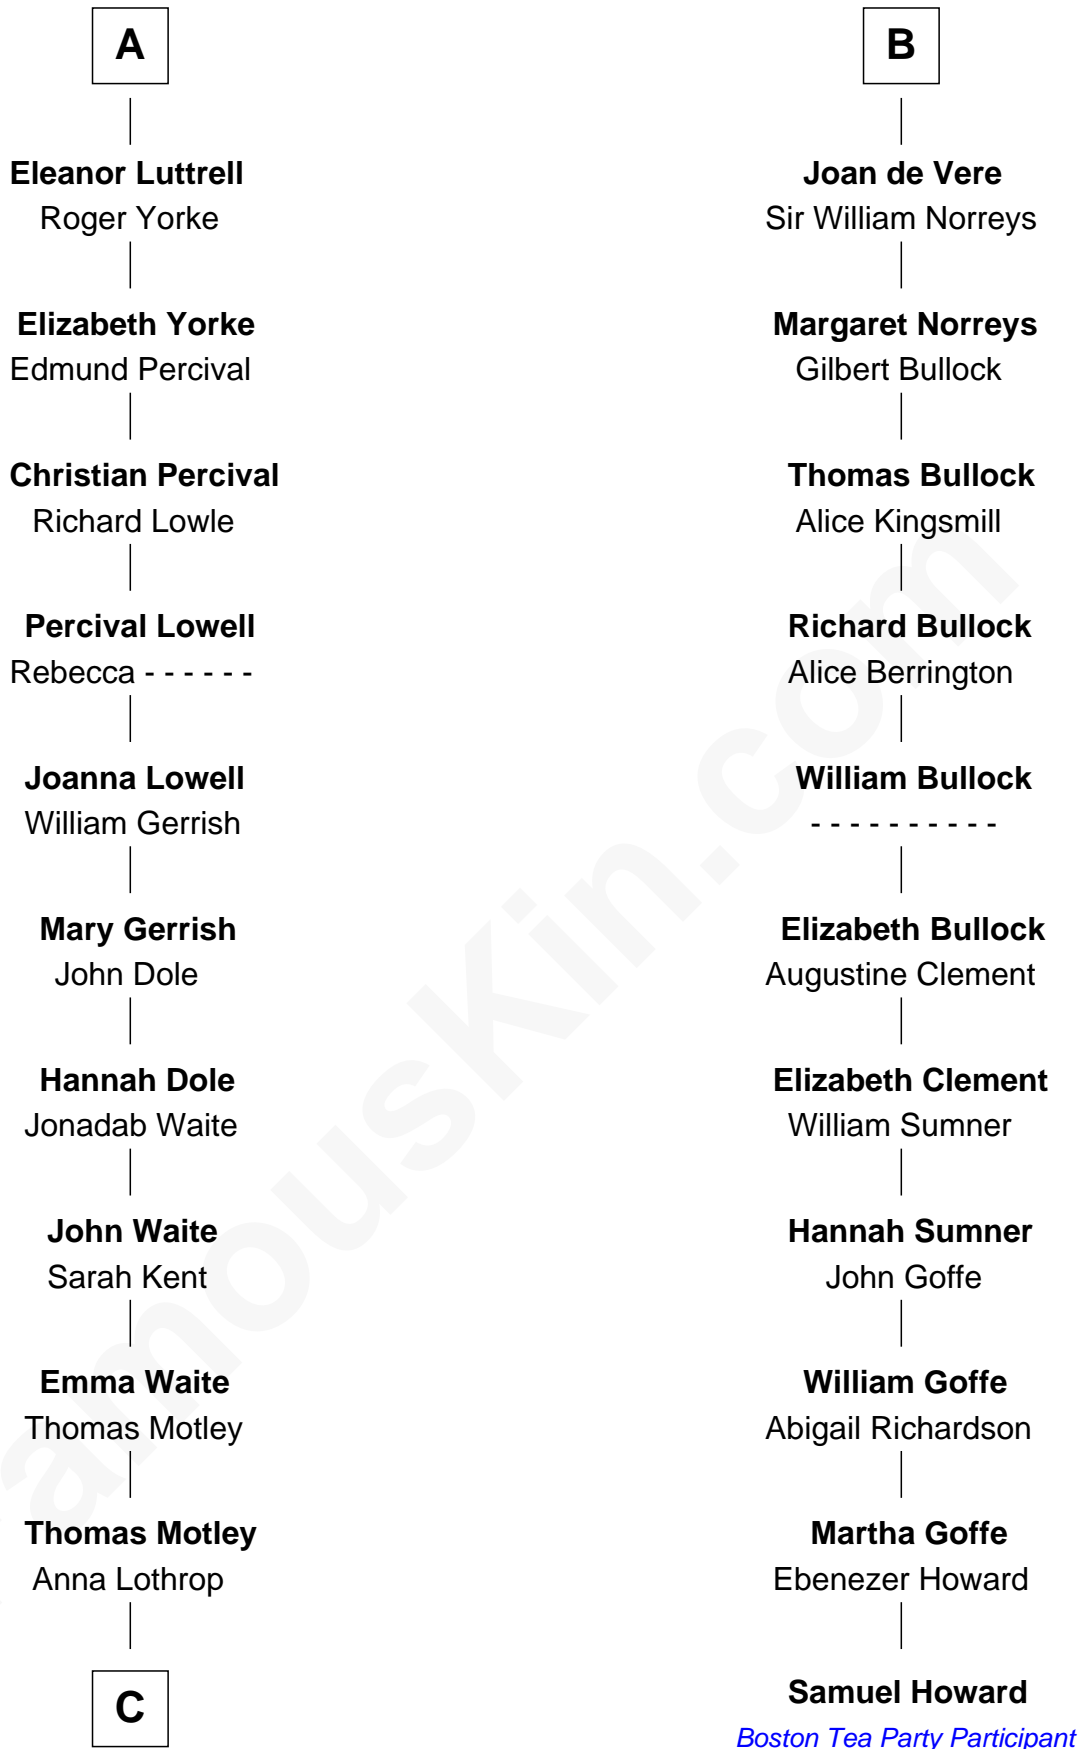 A
Eleanor Luttrell
Roger Yorke
Elizabeth Yorke
Edmund Percival
Christian Percival
Richard Lowle
Percival Lowell
Rebecca - - - - - -
Joanna Lowell
William Gerrish
Mary Gerrish
John Dole
Hannah Dole
Jonadab Waite
John Waite
Sarah Kent
Emma Waite
Thomas Motley
Thomas Motley
Anna Lothrop
C
B
Joan de Vere
Sir William Norreys
Margaret Norreys
Gilbert Bullock
Thomas Bullock
Alice Kingsmill
Richard Bullock
Alice Berrington
William Bullock
- - - - - - - - - -
Elizabeth Bullock
Augustine Clement
Elizabeth Clement
William Sumner
Hannah Sumner
John Goffe
William Goffe
Abigail Richardson
Martha Goffe
Ebenezer Howard
Samuel Howard
Boston Tea Party Participant
amouskin.com